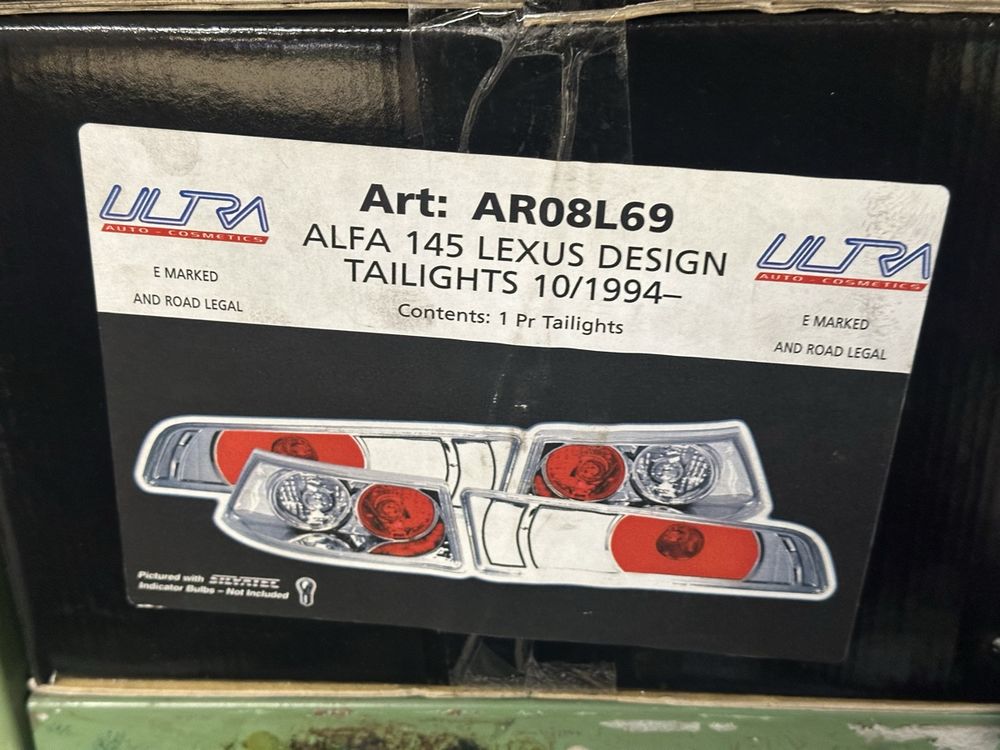 ULTRA
AUTO - COSMETICS
E MARKED
AND ROAD LEGAL
Art: AR08L69
ALFA 145 LEXUS DESIGN
TAILIGHTS 10/1994–
Contents: 1 Pr Tailights
ULTRA
AUTO - COSMETICS
E MARKED
AND ROAD LEGAL
Pictured with SILVATEC
Indicator Bulbs – Not Included